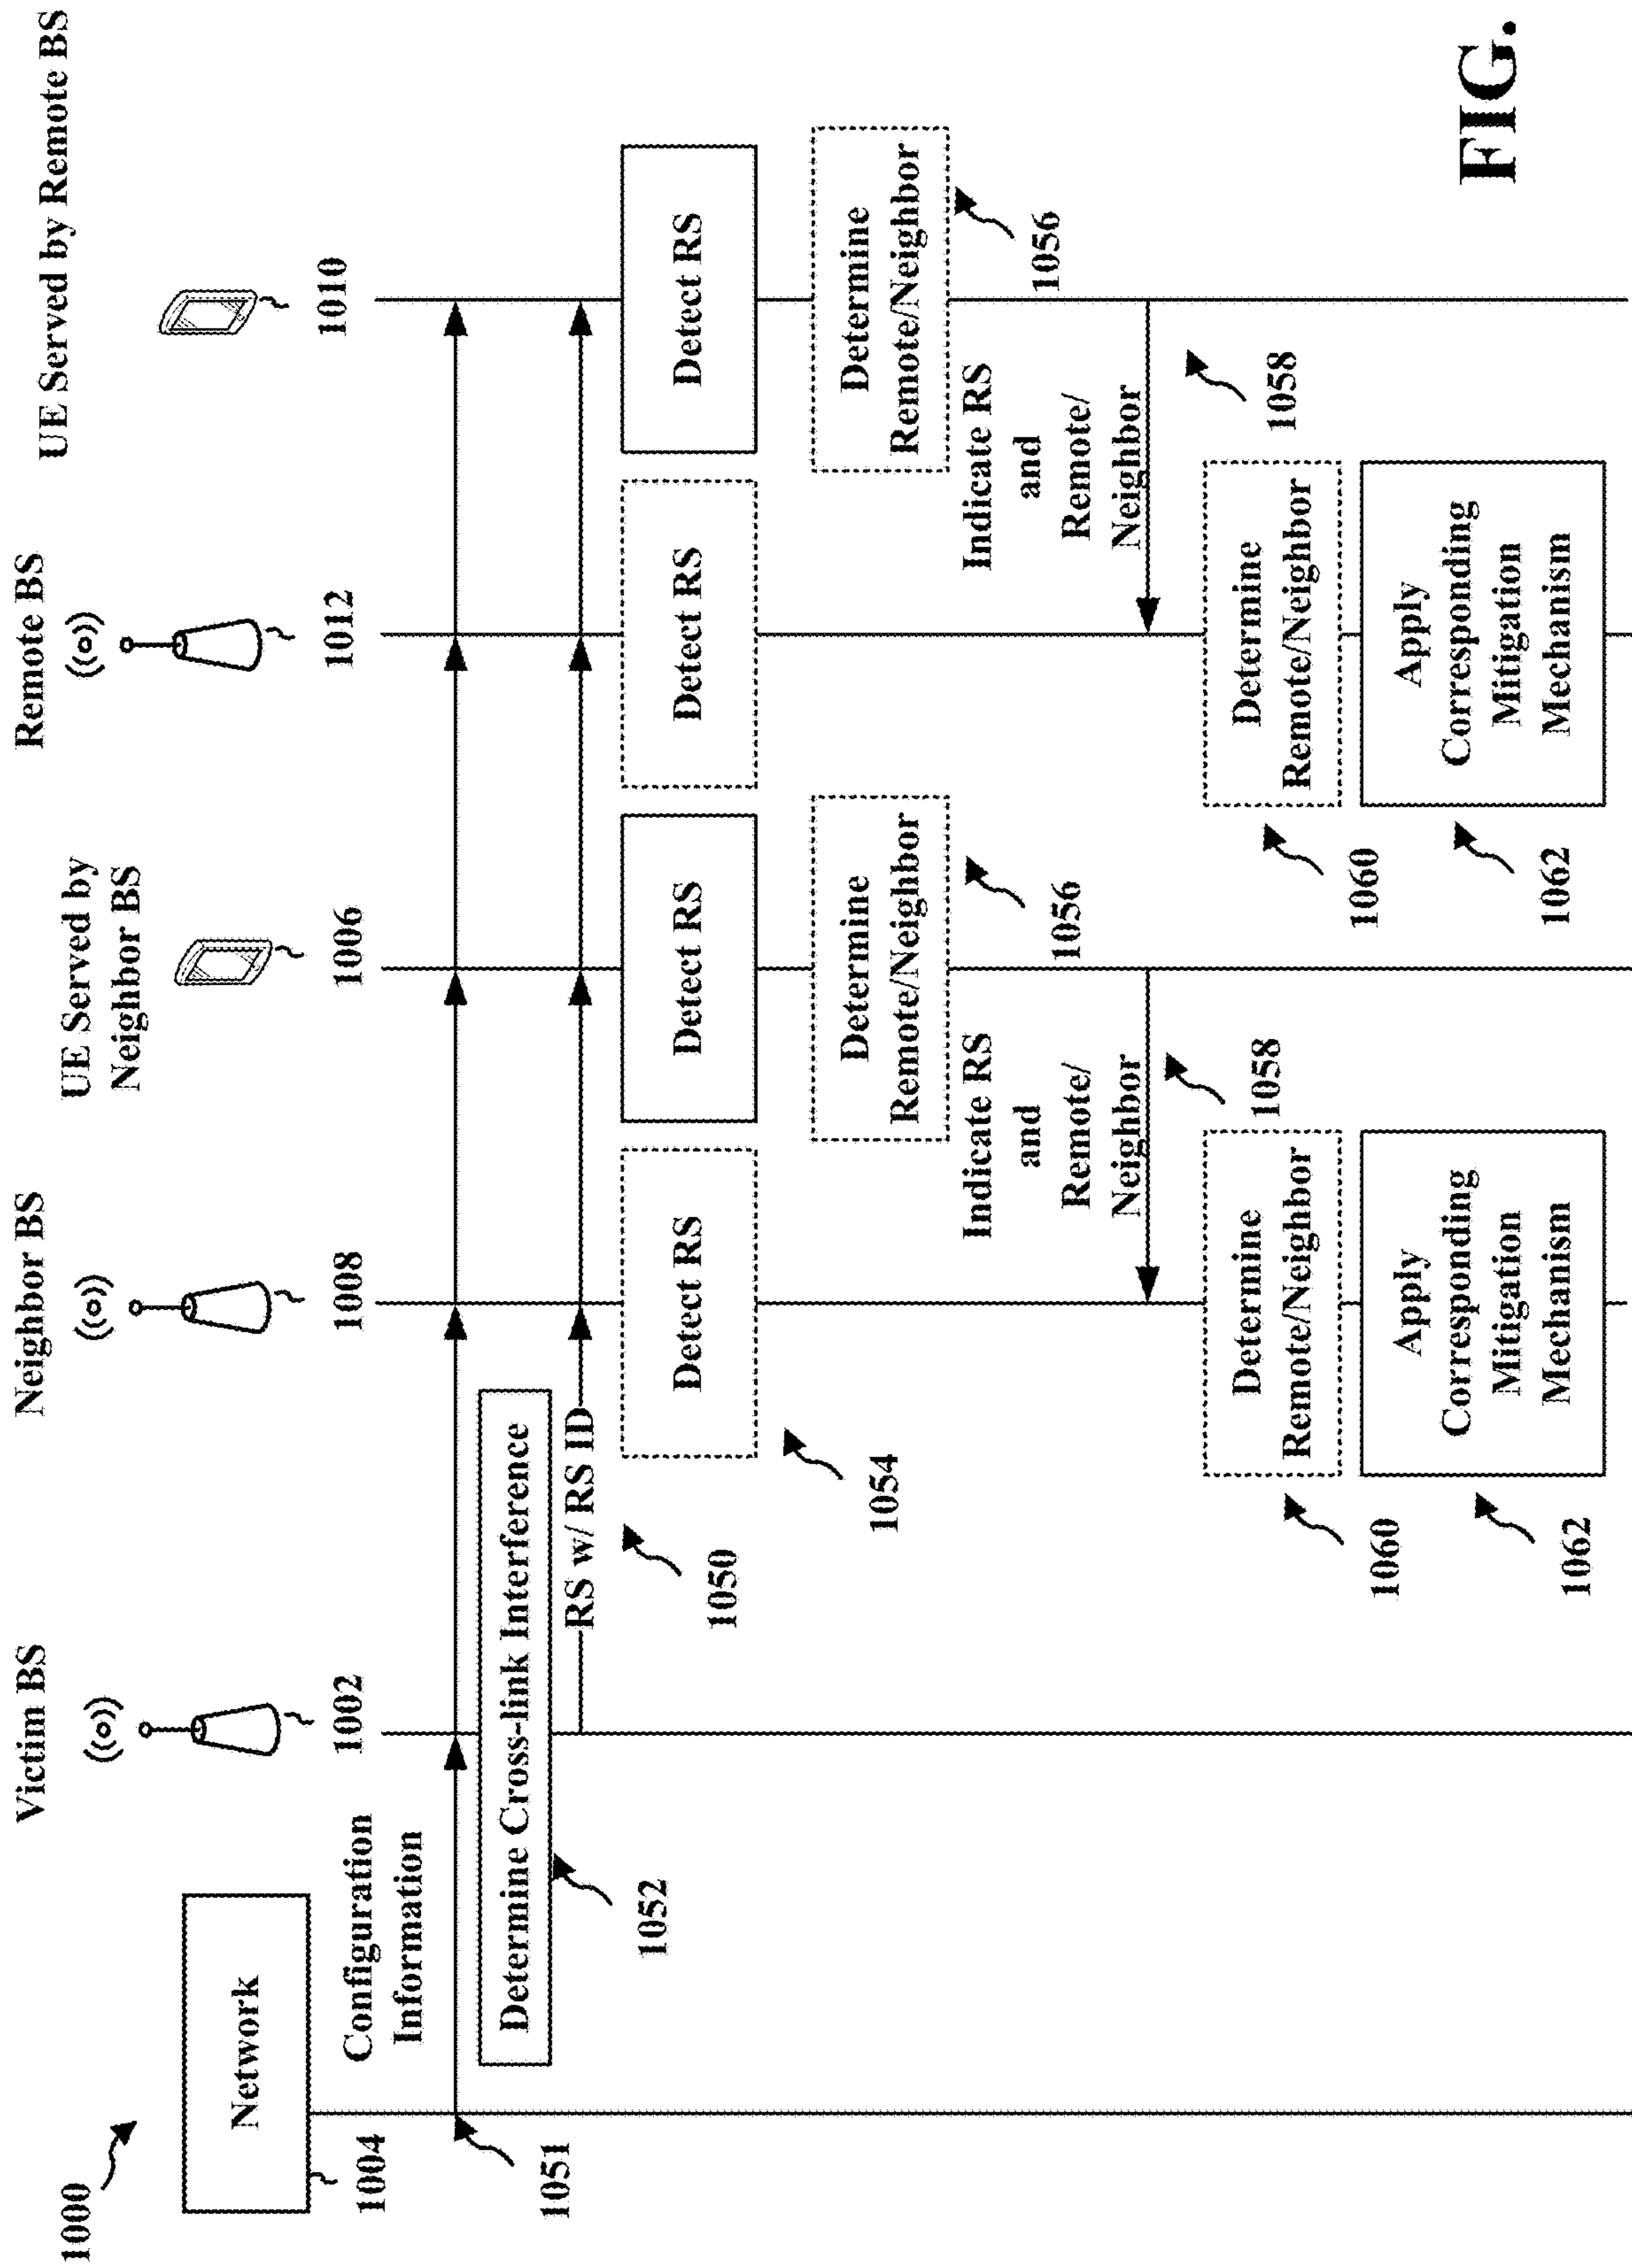 1000
Network
1004
Victim BS
1002
Neighbor BS
1008
UE Served by
Neighbor BS
1006
Remote BS
1012
UE Served by Remote BS
1010
Configuration
Information
1051
Determine Cross-link Interference
1052
RS w/ RS ID
1050
Detect RS
Detect RS
Detect RS
Detect RS
1054
Determine
Remote/Neighbor
1056
Determine
Remote/Neighbor
1056
Indicate RS
and
Remote/
Neighbor
1058
Indicate RS
and
Remote/
Neighbor
1058
1060
Determine
Remote/Neighbor
1060
Determine
Remote/Neighbor
1062
Apply
Corresponding
Mitigation
Mechanism
1062
Apply
Corresponding
Mitigation
Mechanism
FIG.